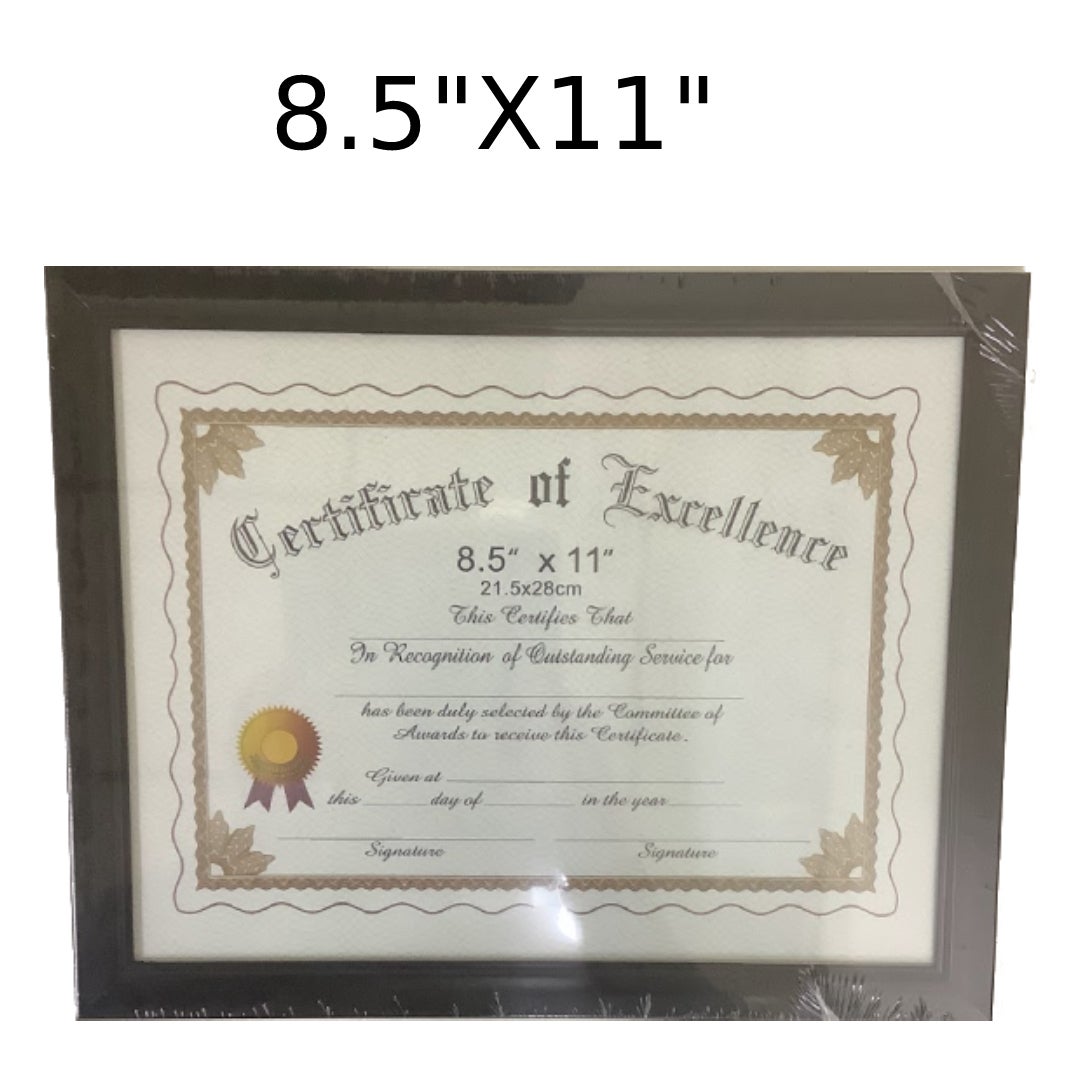 8.5"X11"
Certificate of Excellence
8.5" x 11"
21.5x28cm
This Certifies That
In Recognition of Outstanding Service for
has been duly selected by the Committee of
Awards to receive this Certificate.
Given at
this day of in the year
Signature Signature